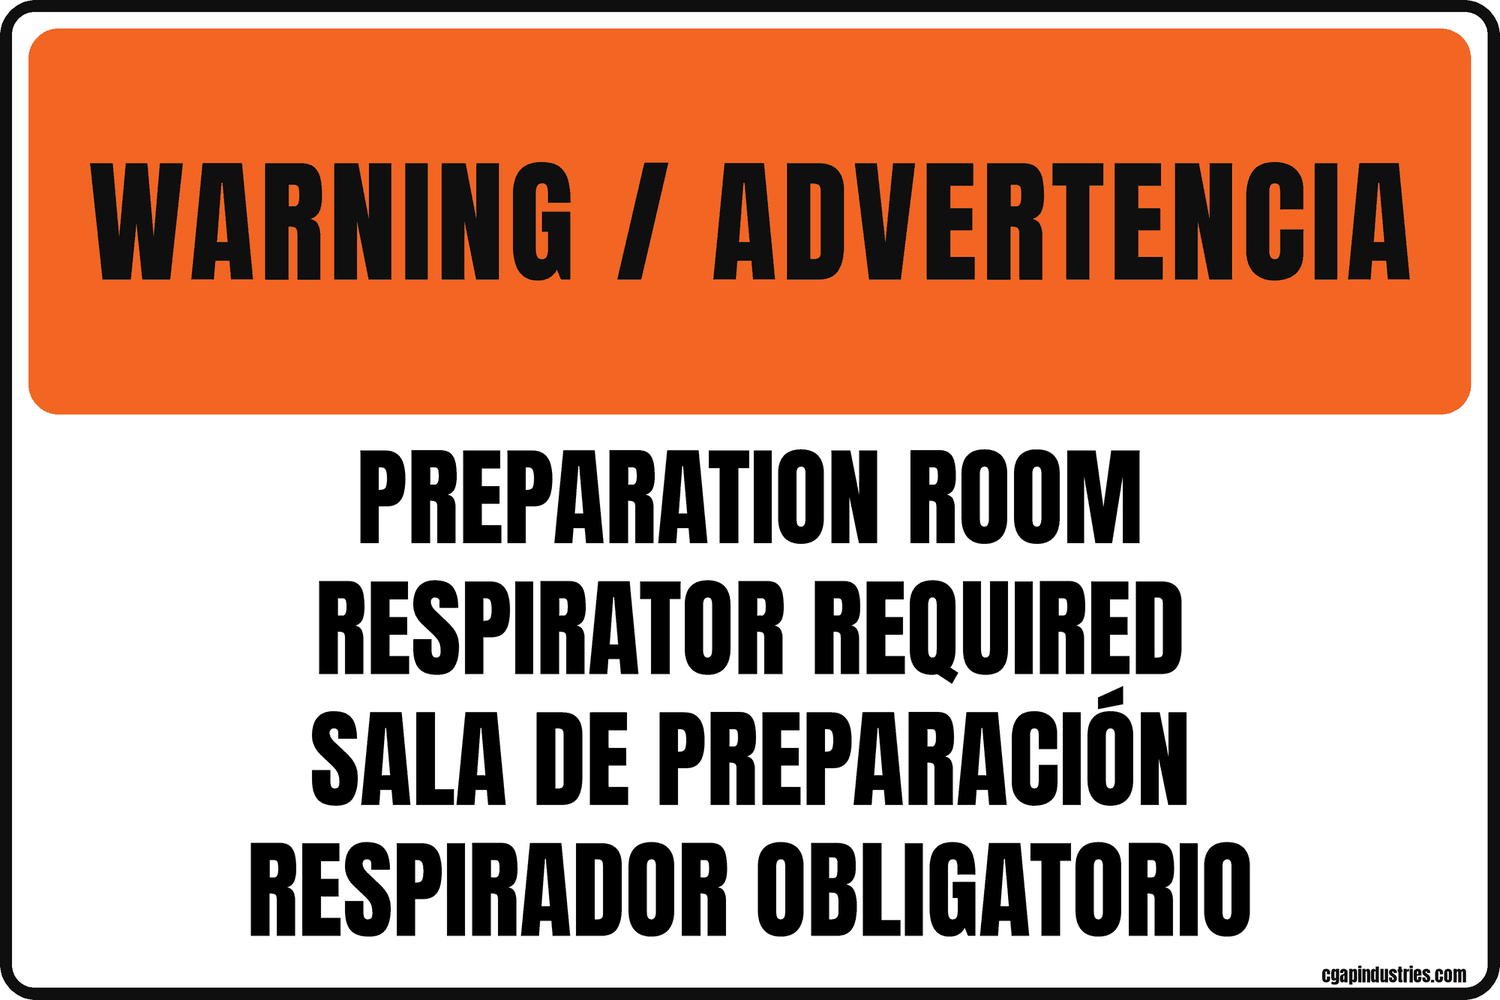 WARNING / ADVERTENCIA
PREPARATION ROOM
RESPIRATOR REQUIRED
SALA DE PREPARACIÓN
RESPIRADOR OBLIGATORIO
cgapindustries.com